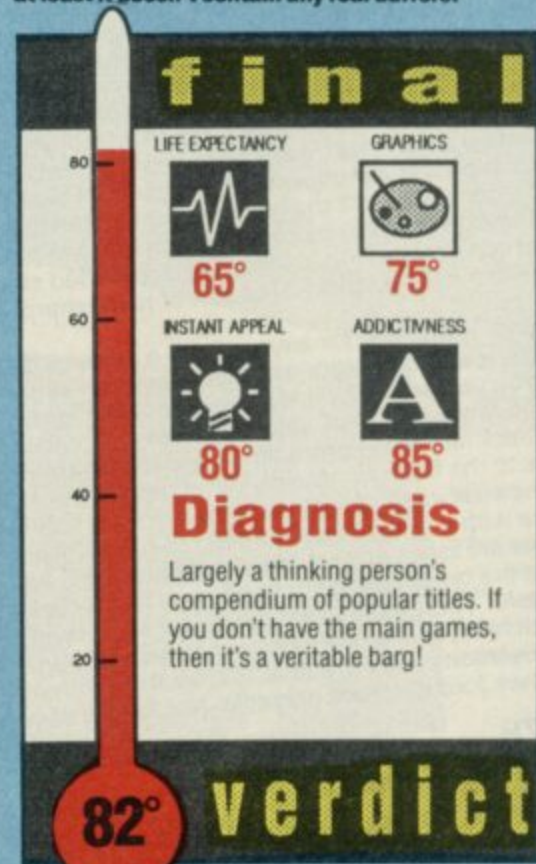 final
LIFE EXPECTANCY
GRAPHICS
80
65°
75°
60
INSTANT APPEAL
ADDICTIVNESS
A
80°
85°
40
Diagnosis
Largely a thinking person's
compendium of popular titles. If
you don't have the main games,
then it's a veritable barg!
20
82°
verdict